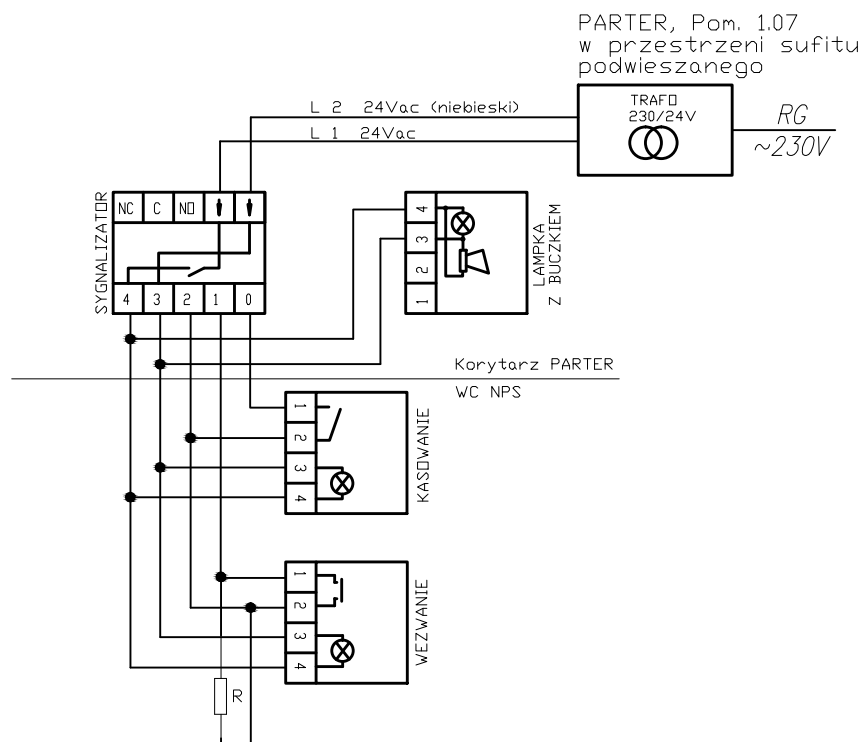 PARTER, Pom. 1.07
w przestrzeni sufitu
podwieszanego
TRAFO
230/24V
RG
~230V
L 2 24Vac (niebieski)
L 1 24Vac
SYGNALIZATOR
NC C NO
4 3 2 1 0
4
3
2
1
LAMPKA
Z BUCZKIEM
Korytarz PARTER
WC NPS
1
2
3
4
KASOWANIE
1
2
3
4
WEZWANIE
R